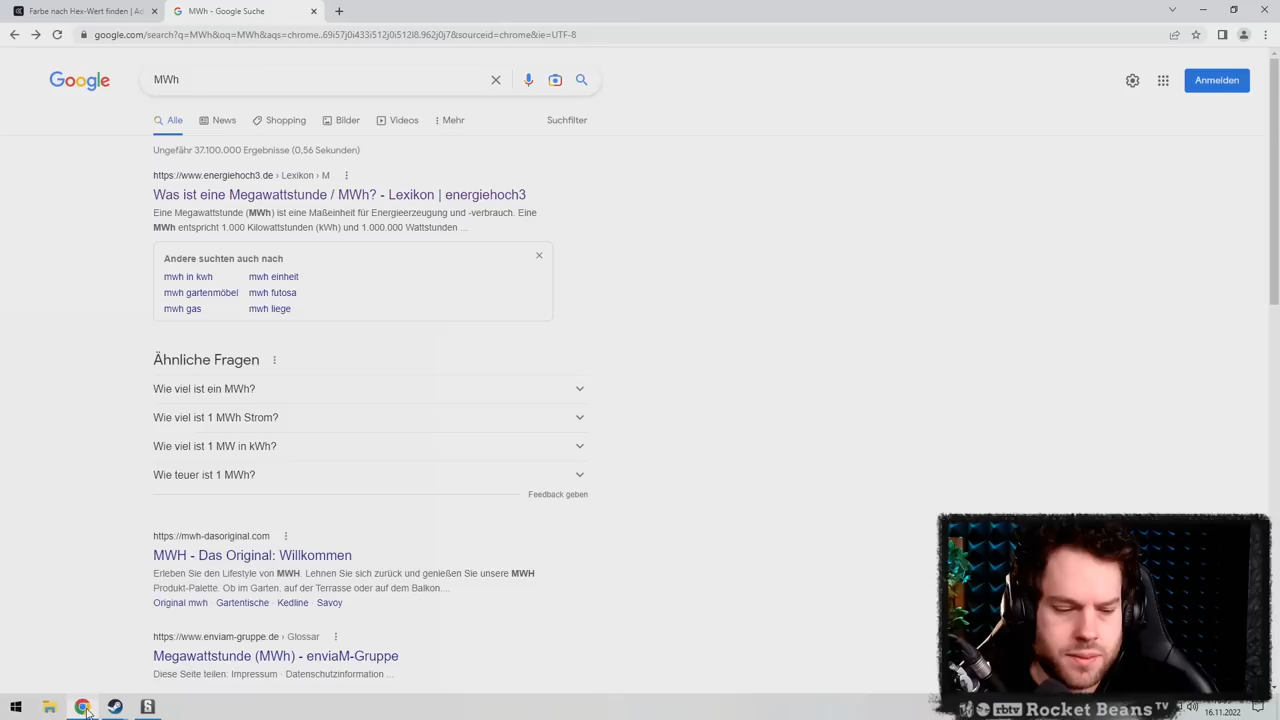 Farbe nach Hex-Wert finden | Ad
MWh - Google Suche
google.com/search?q=MWh&oq=MWh&aqs=chrome..69i57j0i433i512j0i512l8.962j0j7&sourceid=chrome&ie=UTF-8
Google
MWh
Anmelden
Alle News Shopping Bilder Videos Mehr Suchfilter
Ungefähr 37.100.000 Ergebnisse (0,56 Sekunden)
https://www.energiehoch3.de › Lexikon › M
Was ist eine Megawattstunde / MWh? - Lexikon | energiehoch3
Eine Megawattstunde (MWh) ist eine Maßeinheit für Energieerzeugung und -verbrauch. Eine
MWh entspricht 1.000 Kilowattstunden (kWh) und 1.000.000 Wattstunden ...
Andere suchten auch nach
mwh in kwh mwh einheit
mwh gartenmöbel mwh futosa
mwh gas mwh liege
Ähnliche Fragen
Wie viel ist ein MWh?
Wie viel ist 1 MWh Strom?
Wie viel ist 1 MW in kWh?
Wie teuer ist 1 MWh?
Feedback geben
https://mwh-dasoriginal.com
MWH - Das Original: Willkommen
Erleben Sie den Lifestyle von MWH. Lehnen Sie sich zurück und genießen Sie unsere MWH
Produkt-Palette. Ob im Garten, auf der Terrasse oder auf dem Balkon....
Original mwh · Gartentische · Kedline · Savoy
https://www.enviam-gruppe.de › Glossar
Megawattstunde (MWh) - enviaM-Gruppe
Diese Seite teilen: Impressum · Datenschutzinformation ...
rbtv ROCKET BEANS TV
16.11.2022